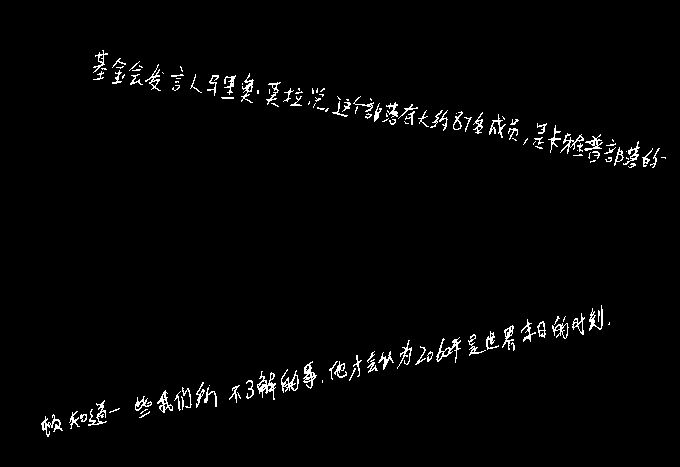 基金会发言人马里奥·莫拉说,这个部落有大约87名成员,是卡雅普部落的一
顿知道一些我们所不了解的事,他才会认为2060年是世界末日的时刻.